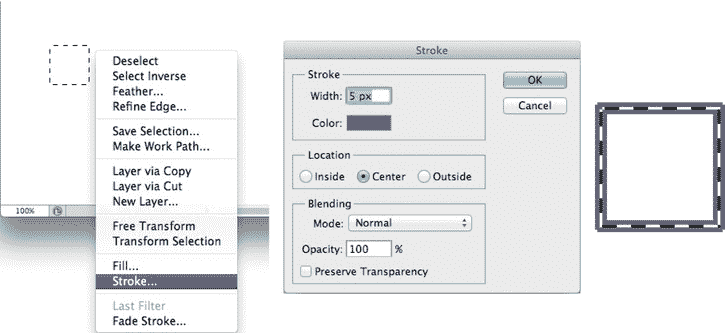 Deselect
Select Inverse
Feather...
Refine Edge...
Save Selection...
Make Work Path...
Layer via Copy
Layer via Cut
New Layer...
Free Transform
Transform Selection
Fill...
Stroke...
Last Filter
Fade Stroke...
100%
Stroke
Stroke
Width: 5 px
Color:
OK
Cancel
Location
Inside Center Outside
Blending
Mode: Normal
Opacity: 100 %
Preserve Transparency